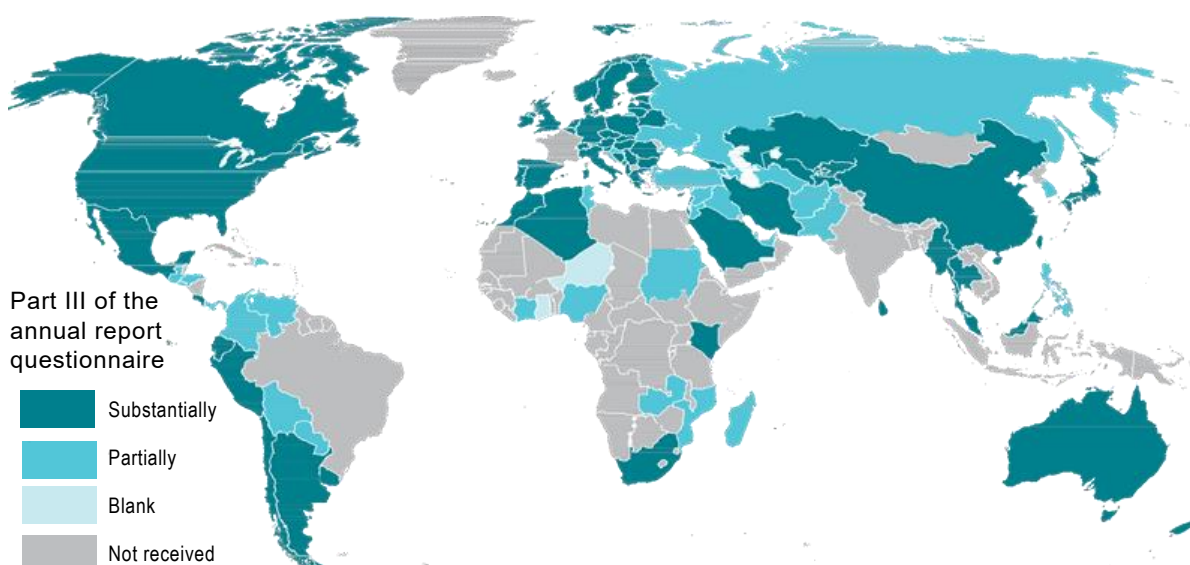 Part III of the
annual report
questionnaire
Substantially
Partially
Blank
Not received